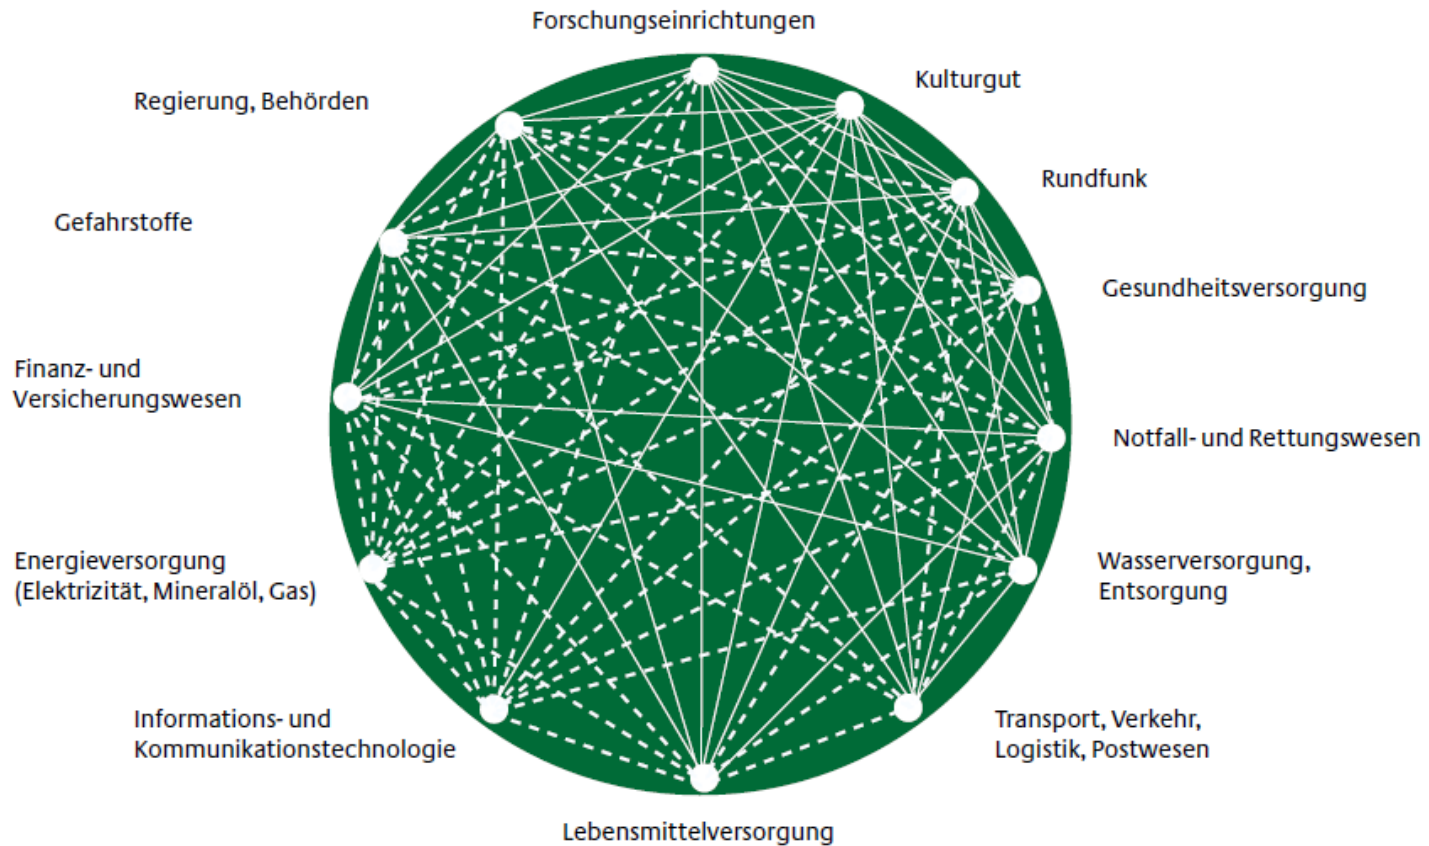 Forschungseinrichtungen
Kulturgut
Regierung, Behörden
Rundfunk
Gefahrstoffe
Gesundheitsversorgung
Finanz- und
Versicherungswesen
Notfall- und Rettungswesen
Energieversorgung
(Elektrizität, Mineralöl, Gas)
Wasserversorgung,
Entsorgung
Informations- und
Kommunikationstechnologie
Transport, Verkehr,
Logistik, Postwesen
Lebensmittelversorgung